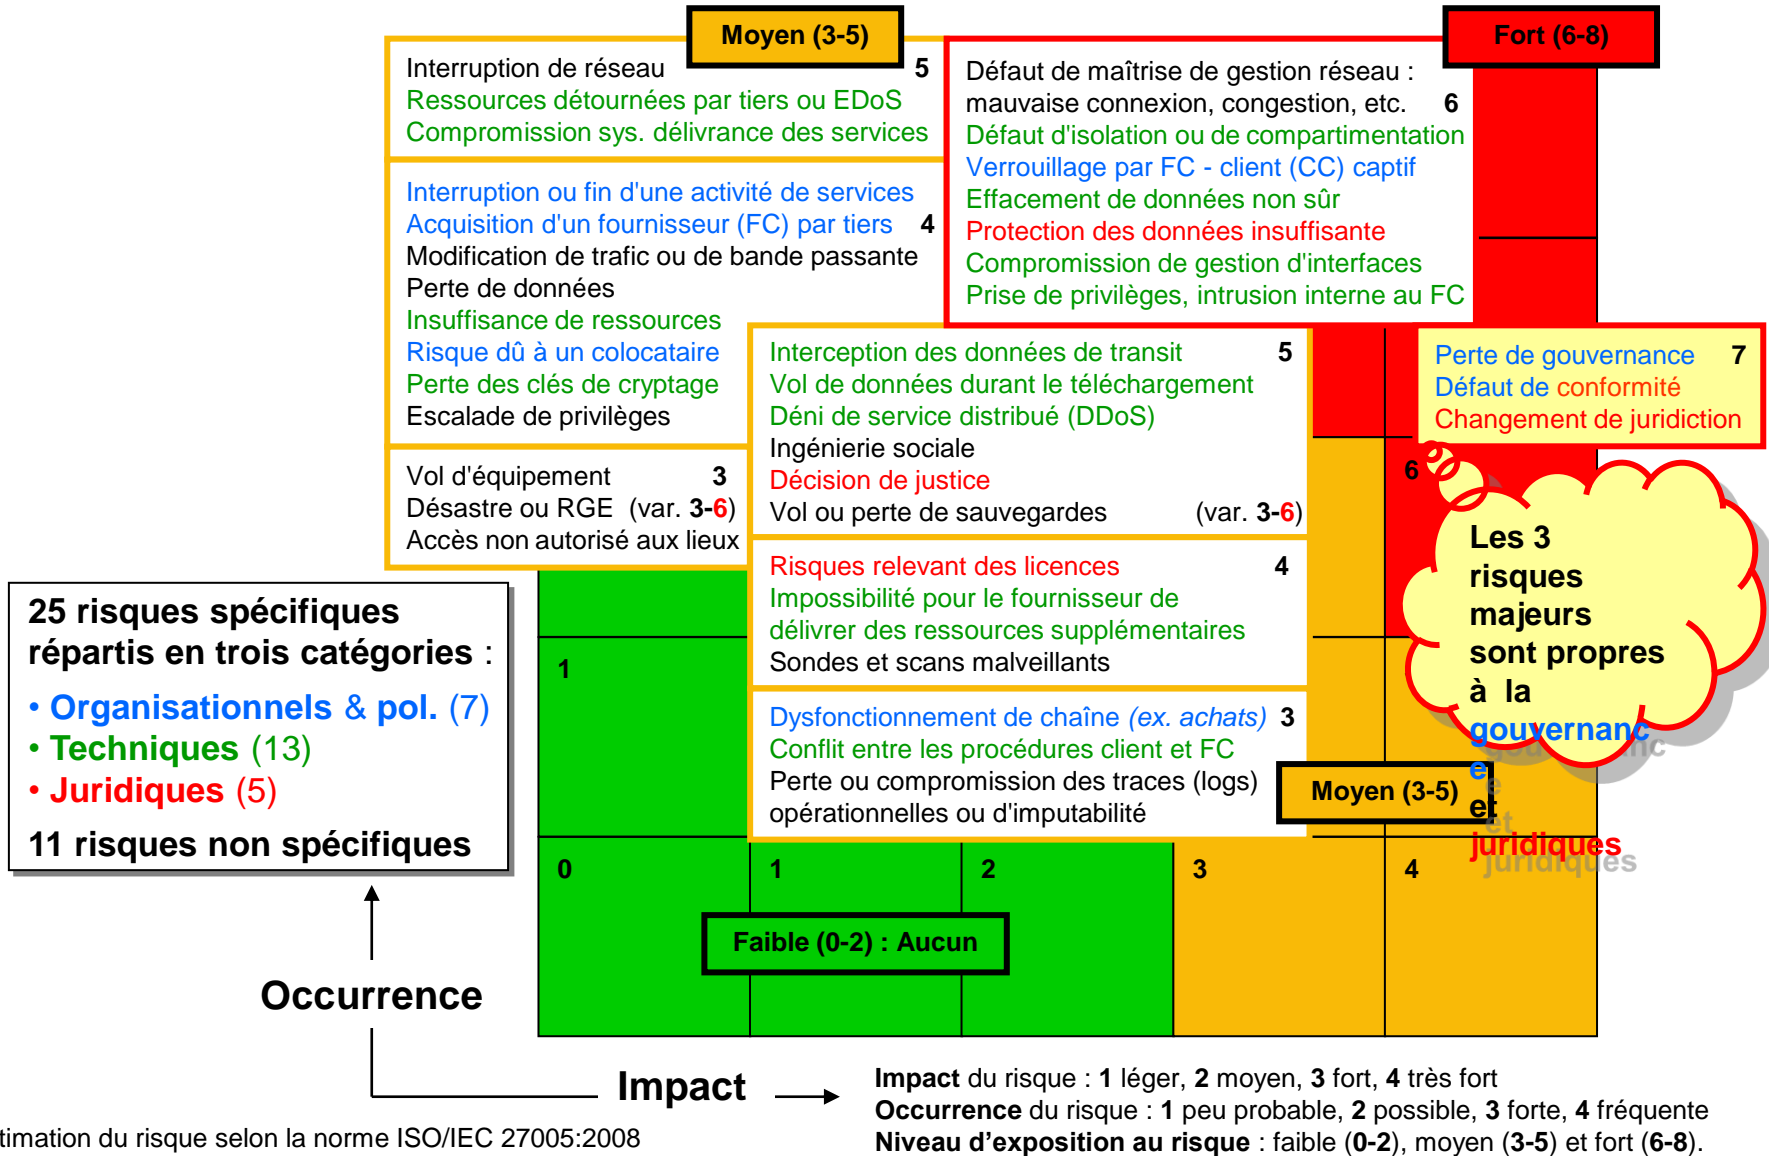 Moyen (3-5)
Fort (6-8)
Interruption de réseau 5
Ressources détournées par tiers ou EDoS
Compromission sys. délivrance des services
Interruption ou fin d'une activité de services
Acquisition d'un fournisseur (FC) par tiers 4
Modification de trafic ou de bande passante
Perte de données
Insuffisance de ressources
Risque dû à un colocataire
Perte des clés de cryptage
Escalade de privilèges
Vol d'équipement 3
Désastre ou RGE (var. 3-6)
Accès non autorisé aux lieux
Défaut de maîtrise de gestion réseau :
mauvaise connexion, congestion, etc. 6
Défaut d'isolation ou de compartimentation
Verrouillage par FC - client (CC) captif
Effacement de données non sûr
Protection des données insuffisante
Compromission de gestion d'interfaces
Prise de privilèges, intrusion interne au FC
Interception des données de transit 5
Vol de données durant le téléchargement
Déni de service distribué (DDoS)
Ingénierie sociale
Décision de justice
Vol ou perte de sauvegardes (var. 3-6)
Risques relevant des licences 4
Impossibilité pour le fournisseur de
délivrer des ressources supplémentaires
Sondes et scans malveillants
Dysfonctionnement de chaîne (ex. achats) 3
Conflit entre les procédures client et FC
Perte ou compromission des traces (logs)
opérationnelles ou d'imputabilité
Moyen (3-5)
Perte de gouvernance 7
Défaut de conformité
Changement de juridiction
6
Les 3
risques
majeurs
sont propres
à la
gouvernanc
e
et
juridiques
25 risques spécifiques
répartis en trois catégories :
• Organisationnels & pol. (7)
• Techniques (13)
• Juridiques (5)
11 risques non spécifiques
1
0 1 2 3 4
Faible (0-2) : Aucun
Occurrence
Impact
Impact du risque : 1 léger, 2 moyen, 3 fort, 4 très fort
Occurrence du risque : 1 peu probable, 2 possible, 3 forte, 4 fréquente
Niveau d'exposition au risque : faible (0-2), moyen (3-5) et fort (6-8).
timation du risque selon la norme ISO/IEC 27005:2008